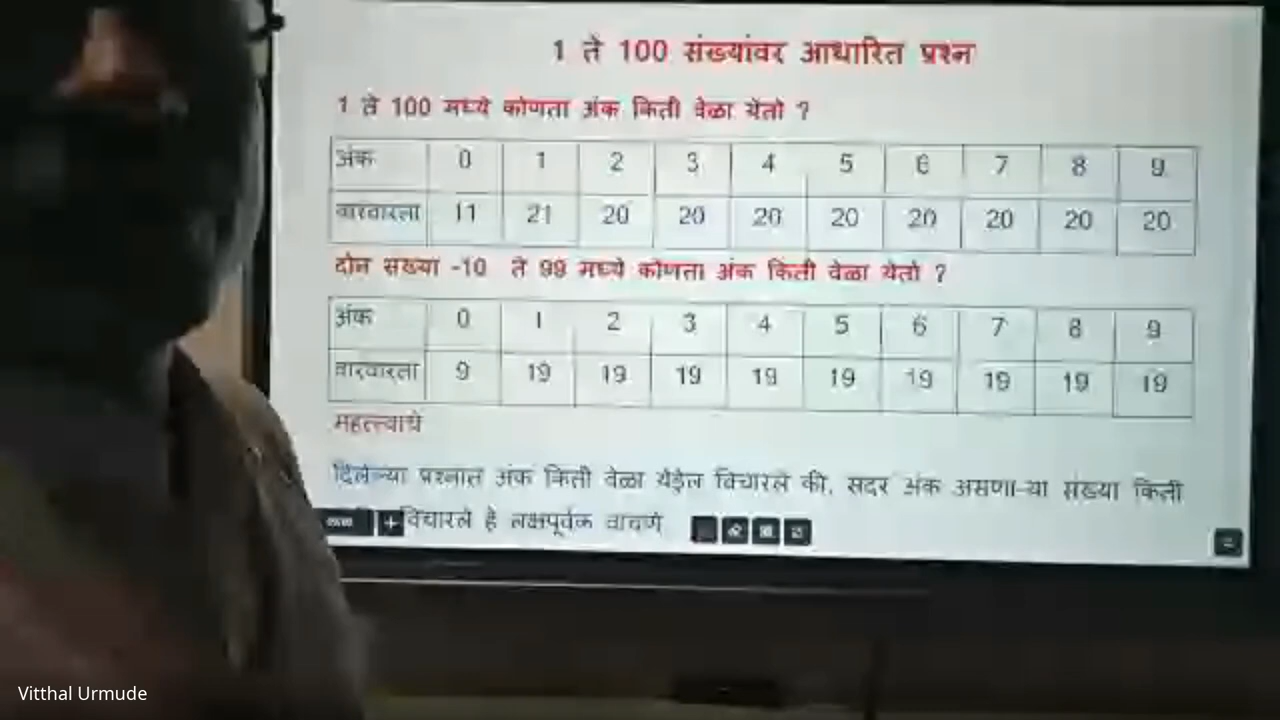 1 ते 100 संख्यांवर आधारित प्रश्न
1 ते 100 मध्ये कोणता अंक किती वेळा येतो ?
अंक 0 1 2 3 4 5 6 7 8 9
वारंवारता 11 21 20 20 20 20 20 20 20 20
दोन संख्या -10 ते 99 मध्ये कोणता अंक किती वेळा येतो ?
अंक 0 1 2 3 4 5 6 7 8 9
वारंवारता 9 19 19 19 19 19 19 19 19 19
महत्त्वाचे
दिलेल्या प्रश्नात अंक किती वेळा येईल विचारले की, सदर अंक असणा-या संख्या किती
विचारले हे लक्षपूर्वक वाचणे
Vitthal Urmude